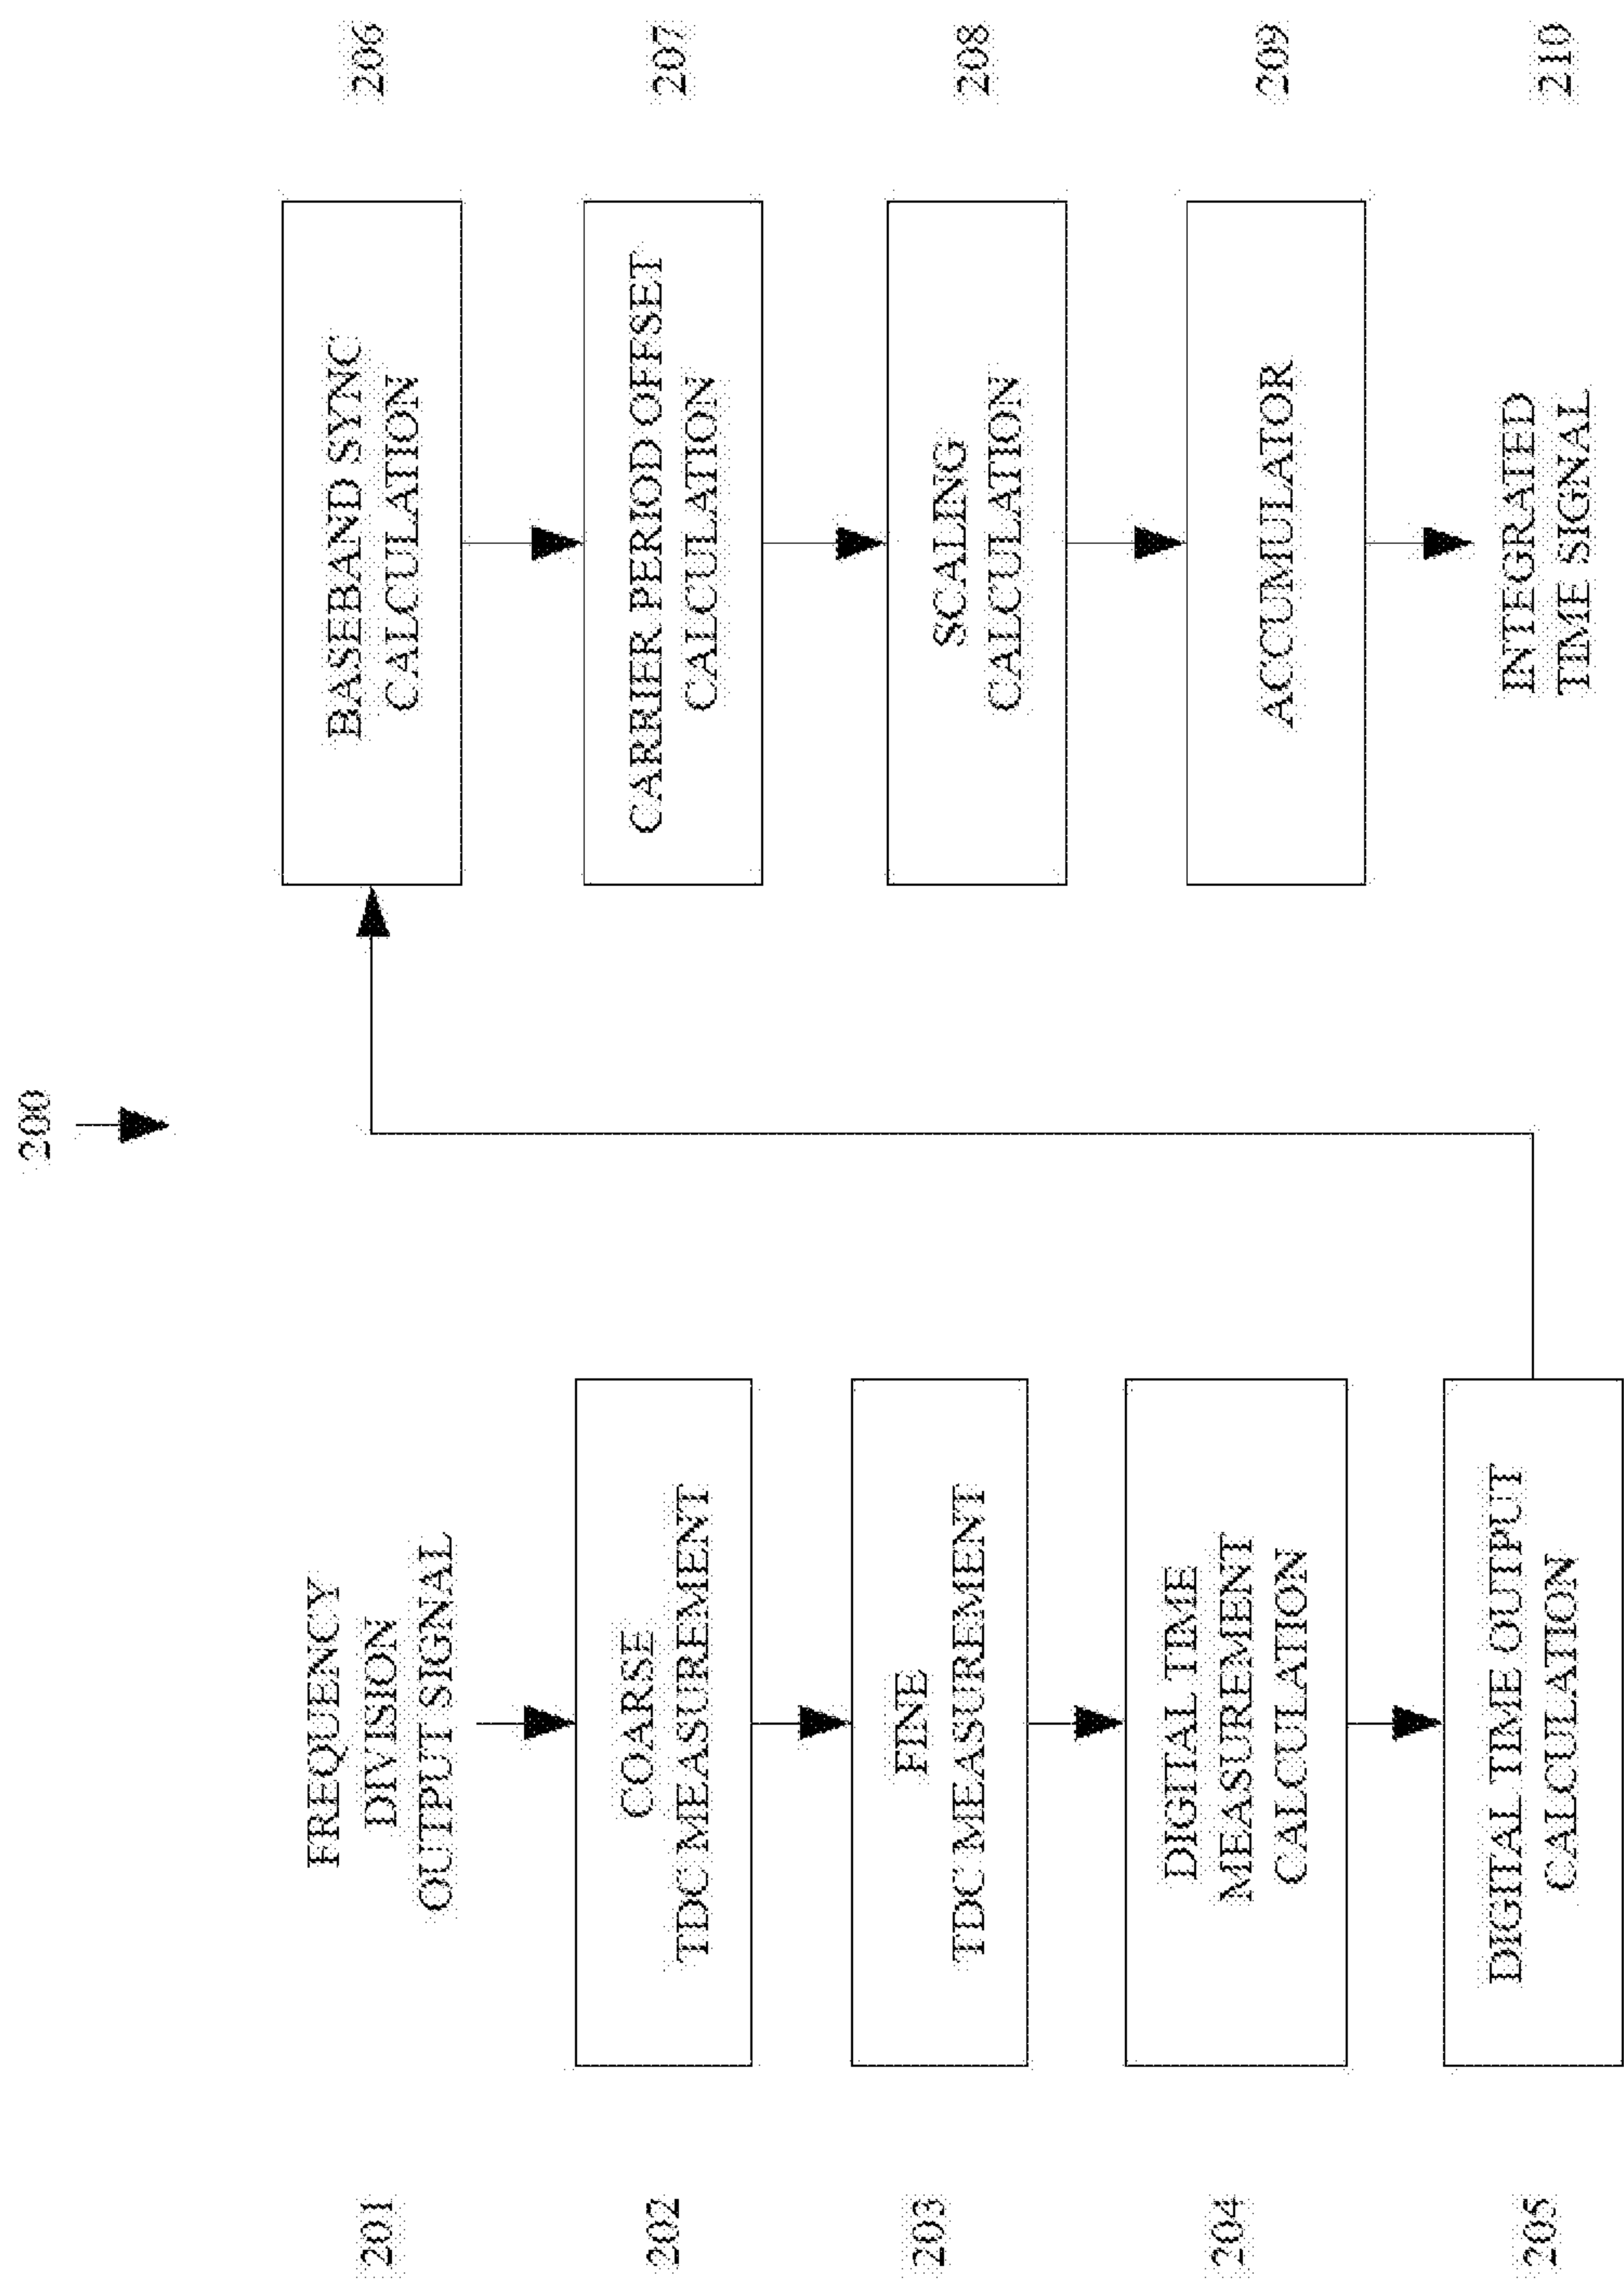 200
201
FREQUENCY
DIVISION
OUTPUT SIGNAL
202
COARSE
TDC MEASUREMENT
203
FINE
TDC MEASUREMENT
204
DIGITAL TIME
MEASUREMENT
CALCULATION
205
DIGITAL TIME OUTPUT
CALCULATION
BASEBAND SYNC
CALCULATION
206
CARRIER PERIOD OFFSET
CALCULATION
207
SCALING
CALCULATION
208
ACCUMULATOR
209
INTEGRATED
TIME SIGNAL
210